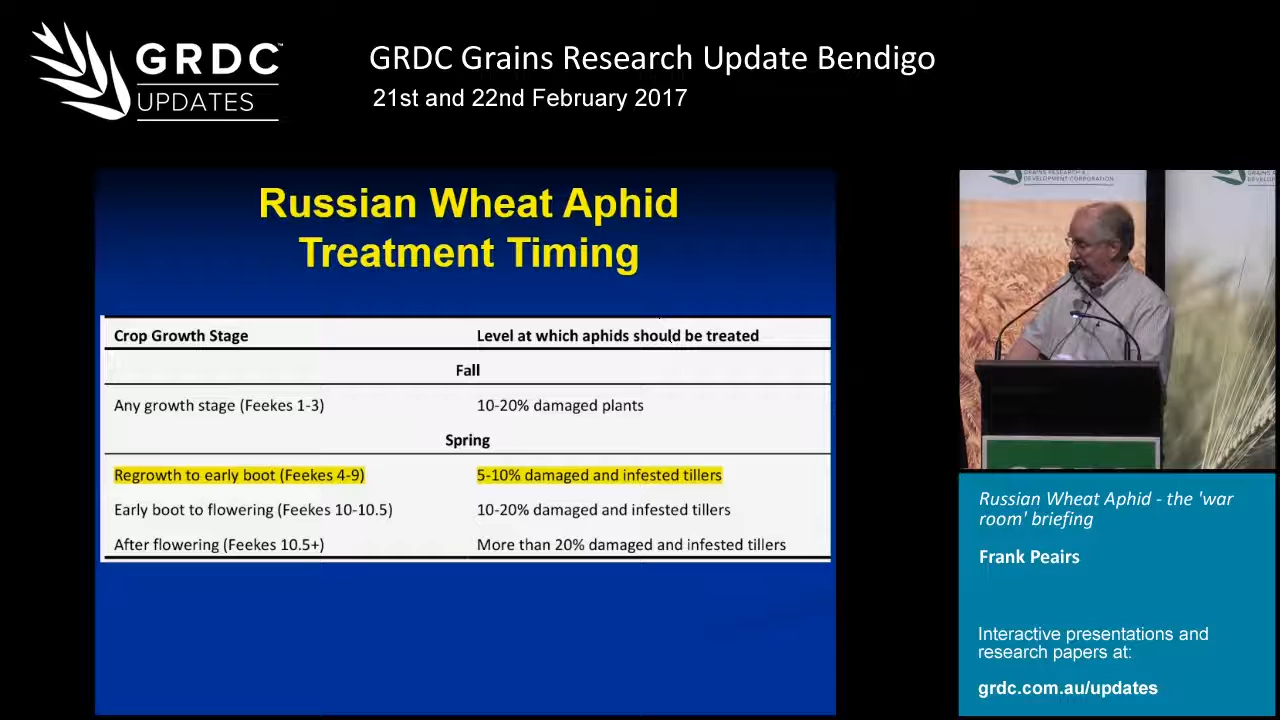 GRDC™
UPDATES
GRDC Grains Research Update Bendigo
21st and 22nd February 2017
Russian Wheat Aphid
Treatment Timing
Crop Growth Stage Level at which aphids should be treated
Fall
Any growth stage (Feekes 1-3) 10-20% damaged plants
Spring
Regrowth to early boot (Feekes 4-9) 5-10% damaged and infested tillers
Early boot to flowering (Feekes 10-10.5) 10-20% damaged and infested tillers
After flowering (Feekes 10.5+) More than 20% damaged and infested tillers
DEVELOPMENT CORPORATION
Russian Wheat Aphid - the 'war
room' briefing
Frank Peairs
Interactive presentations and
research papers at:
grdc.com.au/updates